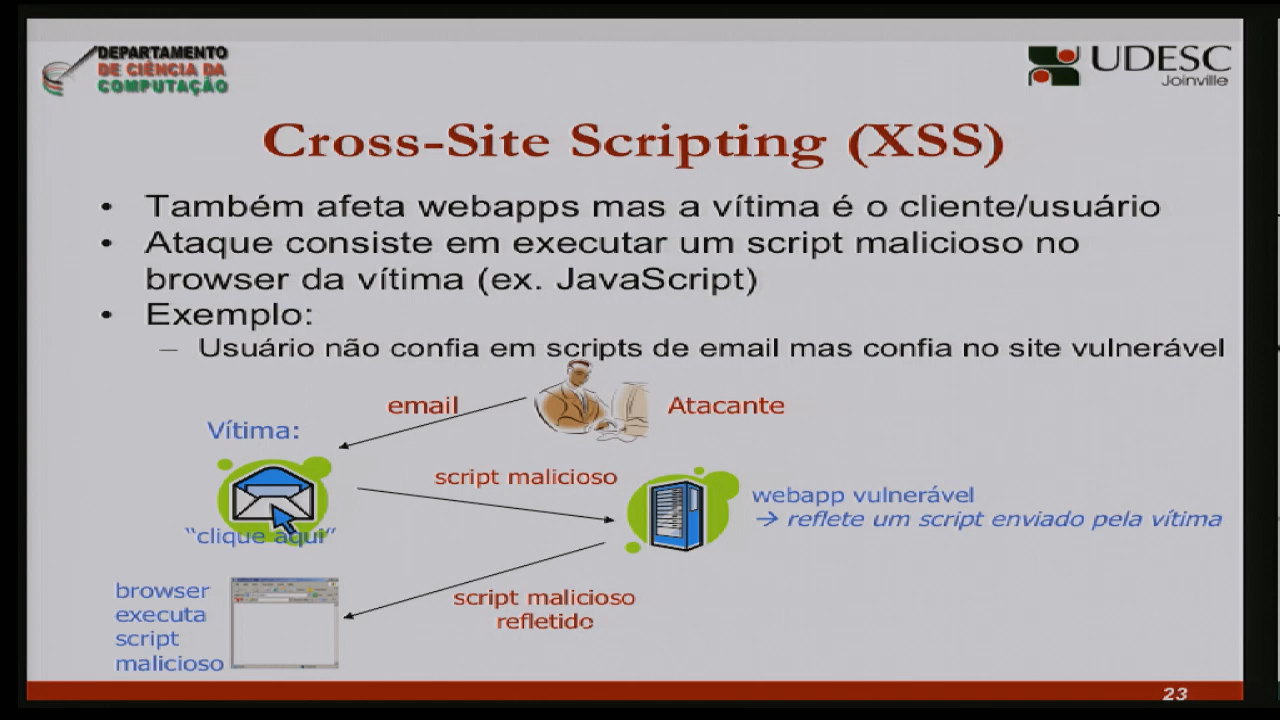 DEPARTAMENTO
DE CIÊNCIA DA
COMPUTAÇÃO
UDESC
Joinville
Cross-Site Scripting (XSS)
• Também afeta webapps mas a vítima é o cliente/usuário
• Ataque consiste em executar um script malicioso no
browser da vítima (ex. JavaScript)
• Exemplo:
– Usuário não confia em scripts de email mas confia no site vulnerável
email
Atacante
Vítima:
script malicioso
webapp vulnerável
→ reflete um script enviado pela vítima
“clique aqui”
browser
executa
script
malicioso
script malicioso
refletido
23